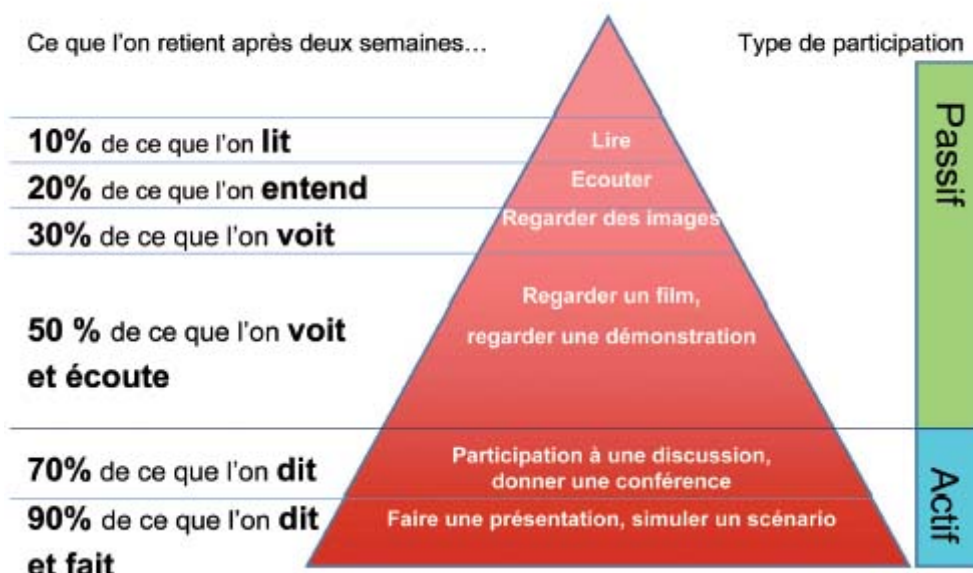 Ce que l'on retient après deux semaines…
Type de participation
10% de ce que l'on lit
Lire
20% de ce que l'on entend
Ecouter
30% de ce que l'on voit
Regarder des images
50 % de ce que l'on voit
et écoute
Regarder un film,
regarder une démonstration
Passif
70% de ce que l'on dit
Participation à une discussion,
donner une conférence
90% de ce que l'on dit
et fait
Faire une présentation, simuler un scénario
Actif